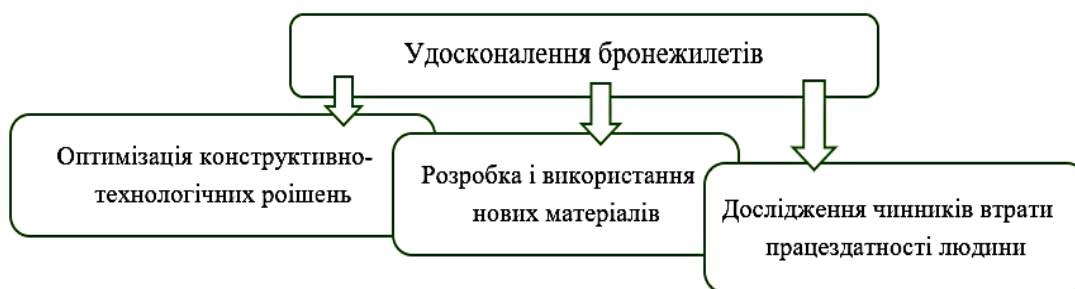 Удосконалення бронежилетів
Оптимізація конструктивно-
технологічних роішень
Розробка і використання
нових матеріалів
Дослідження чинників втрати
працездатності людини